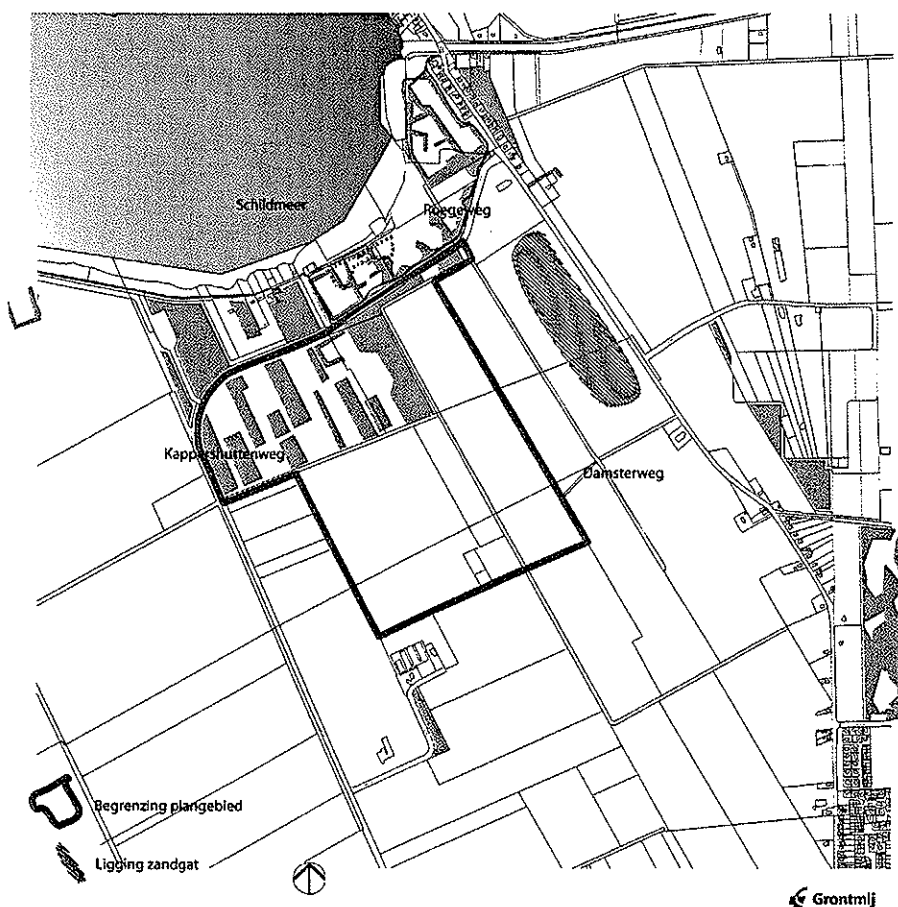 Schildmeer
Roegeweg
Kappershuttenweg
Damsterweg
Begrenzing plangebied
Ligging zandgat
Grontmij